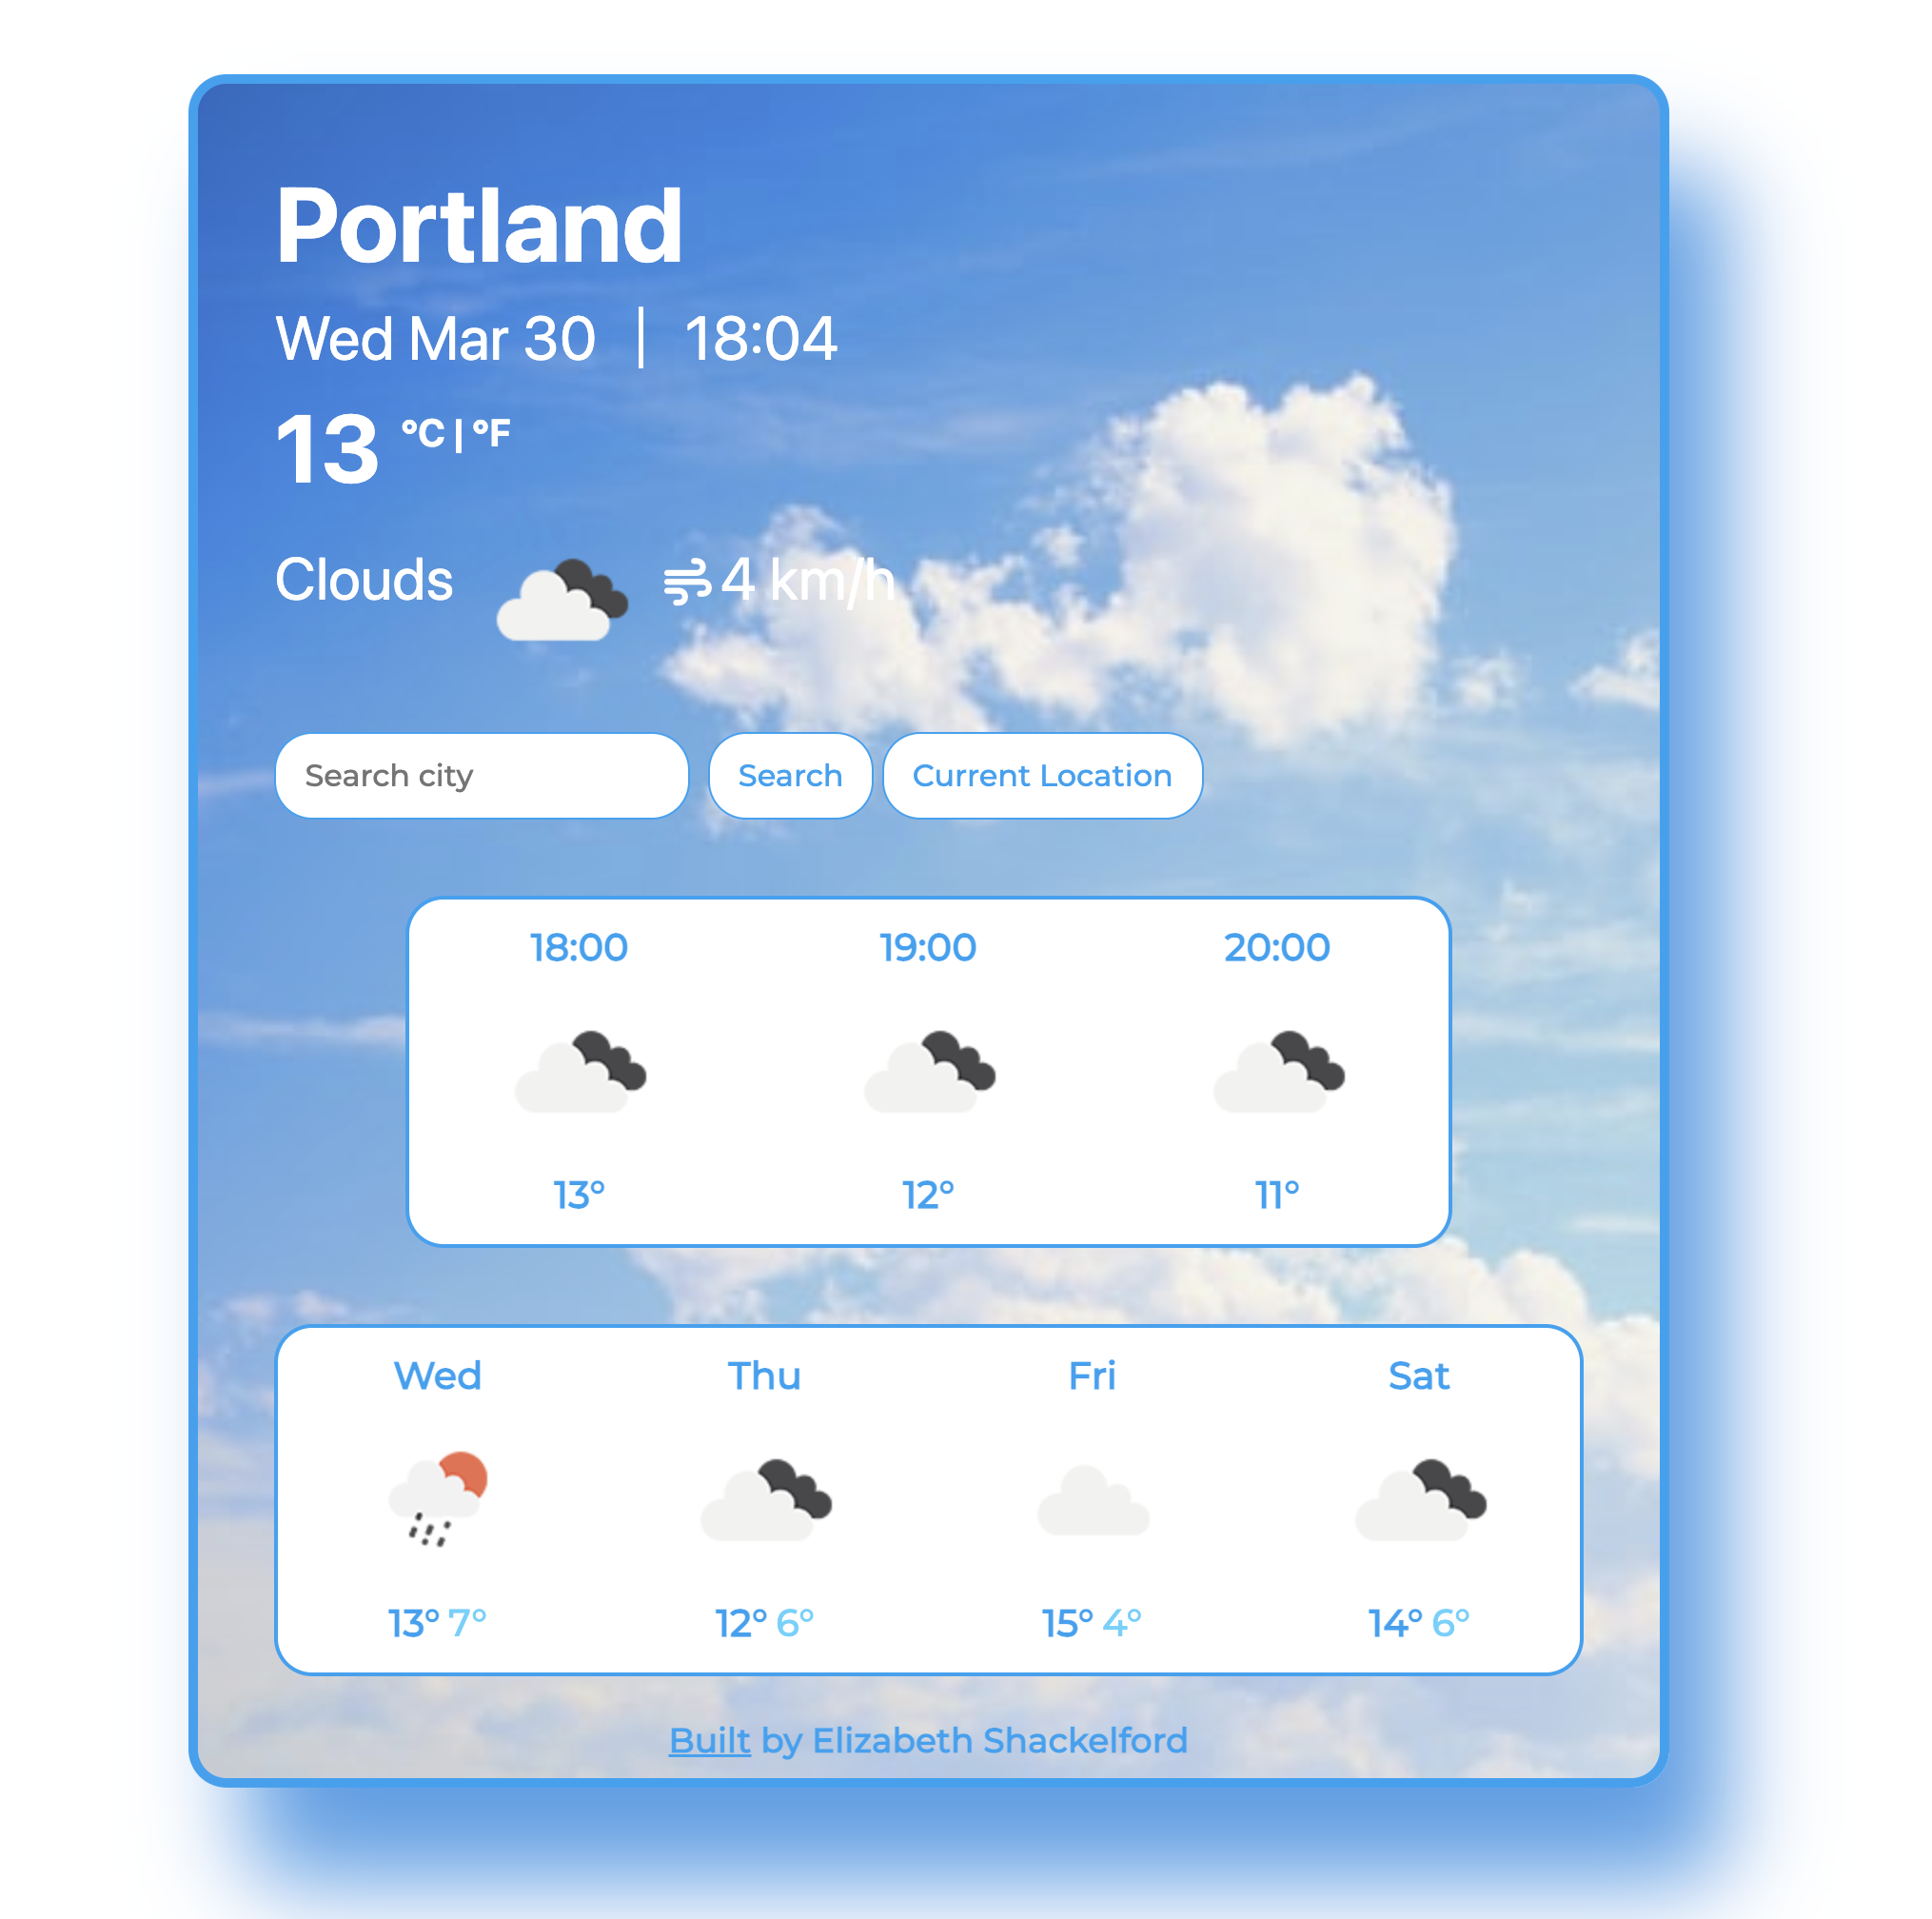 Portland
Wed Mar 30 | 18:04
13 °C | °F
Clouds 4 km/h
Search city Search Current Location
18:00 19:00 20:00
13° 12° 11°
Wed Thu Fri Sat
13° 7° 12° 6° 15° 4° 14° 6°
Built by Elizabeth Shackelford